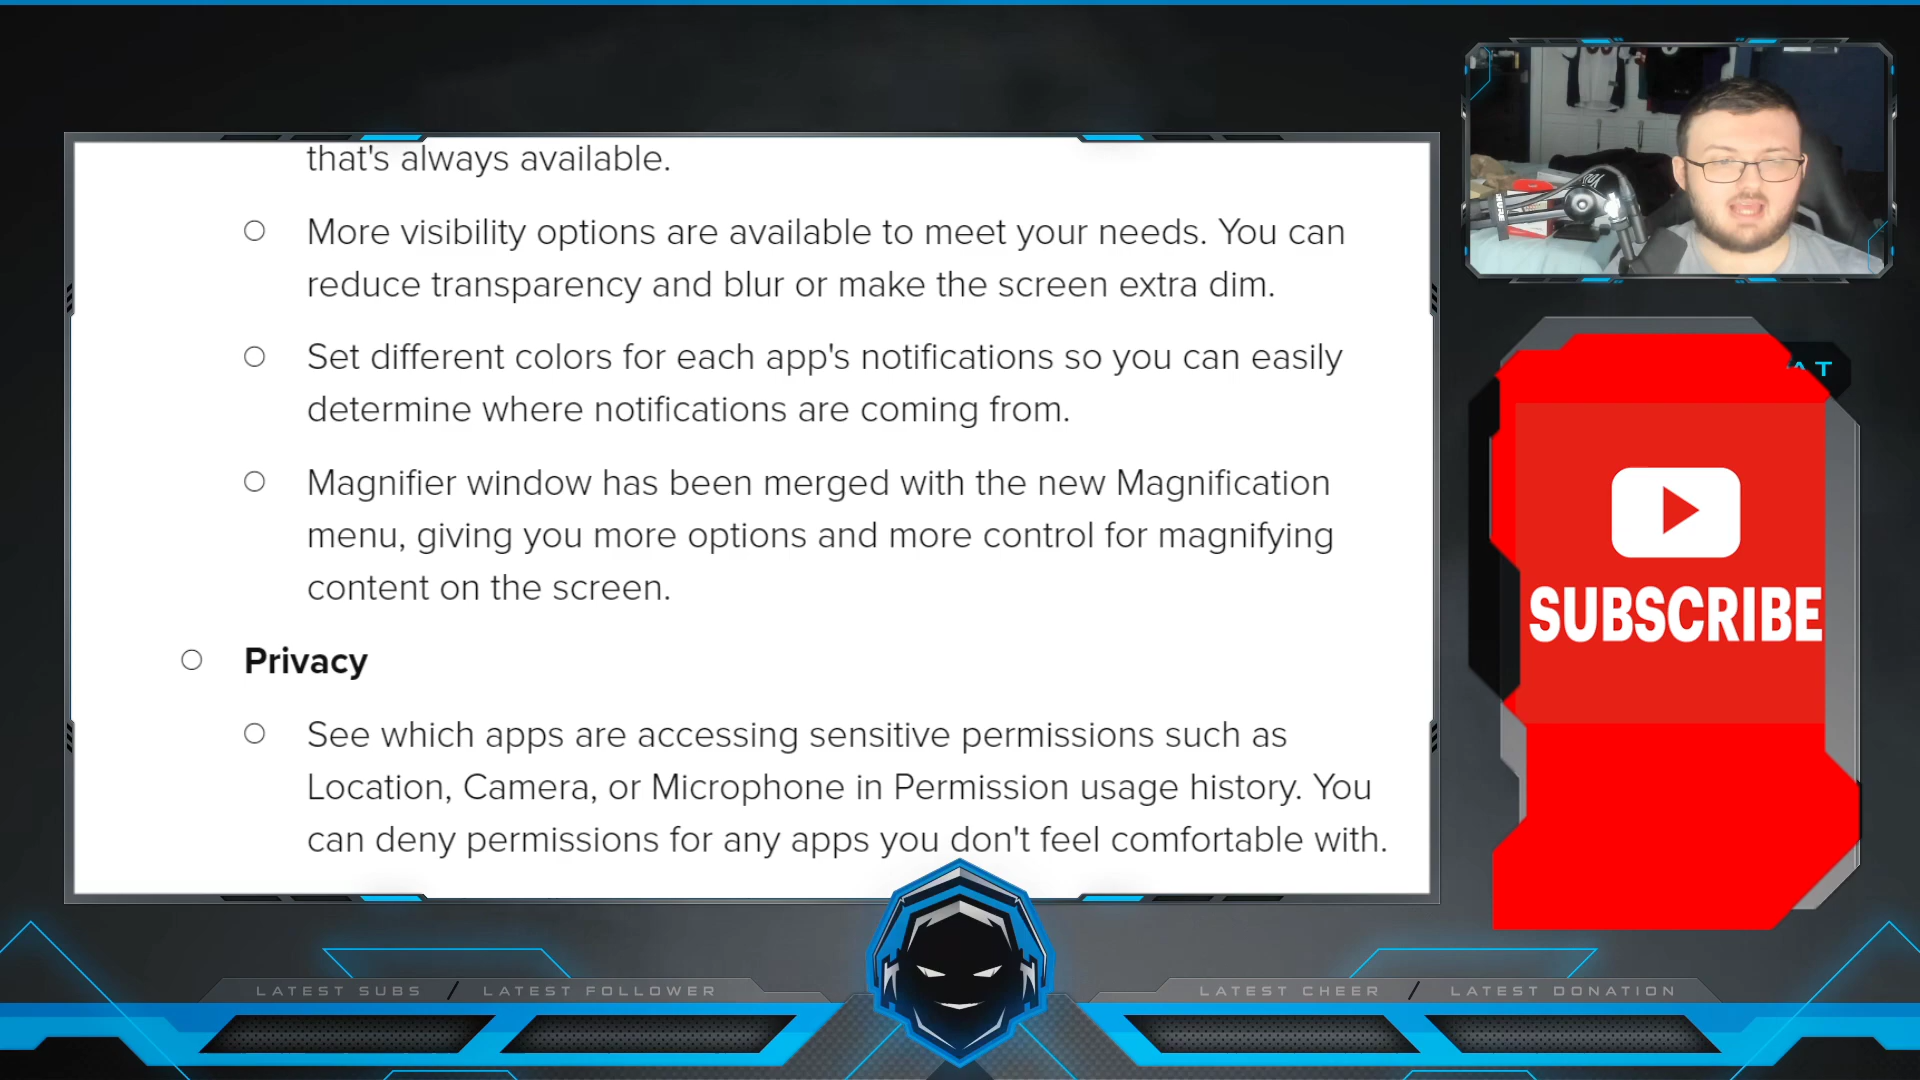 that's always available.
More visibility options are available to meet your needs. You can
reduce transparency and blur or make the screen extra dim.
Set different colors for each app's notifications so you can easily
determine where notifications are coming from.
Magnifier window has been merged with the new Magnification
menu, giving you more options and more control for magnifying
content on the screen.
Privacy
See which apps are accessing sensitive permissions such as
Location, Camera, or Microphone in Permission usage history. You
can deny permissions for any apps you don't feel comfortable with.
AT
SUBSCRIBE
LATEST SUBS / LATEST FOLLOWER
LATEST CHEER / LATEST DONATION